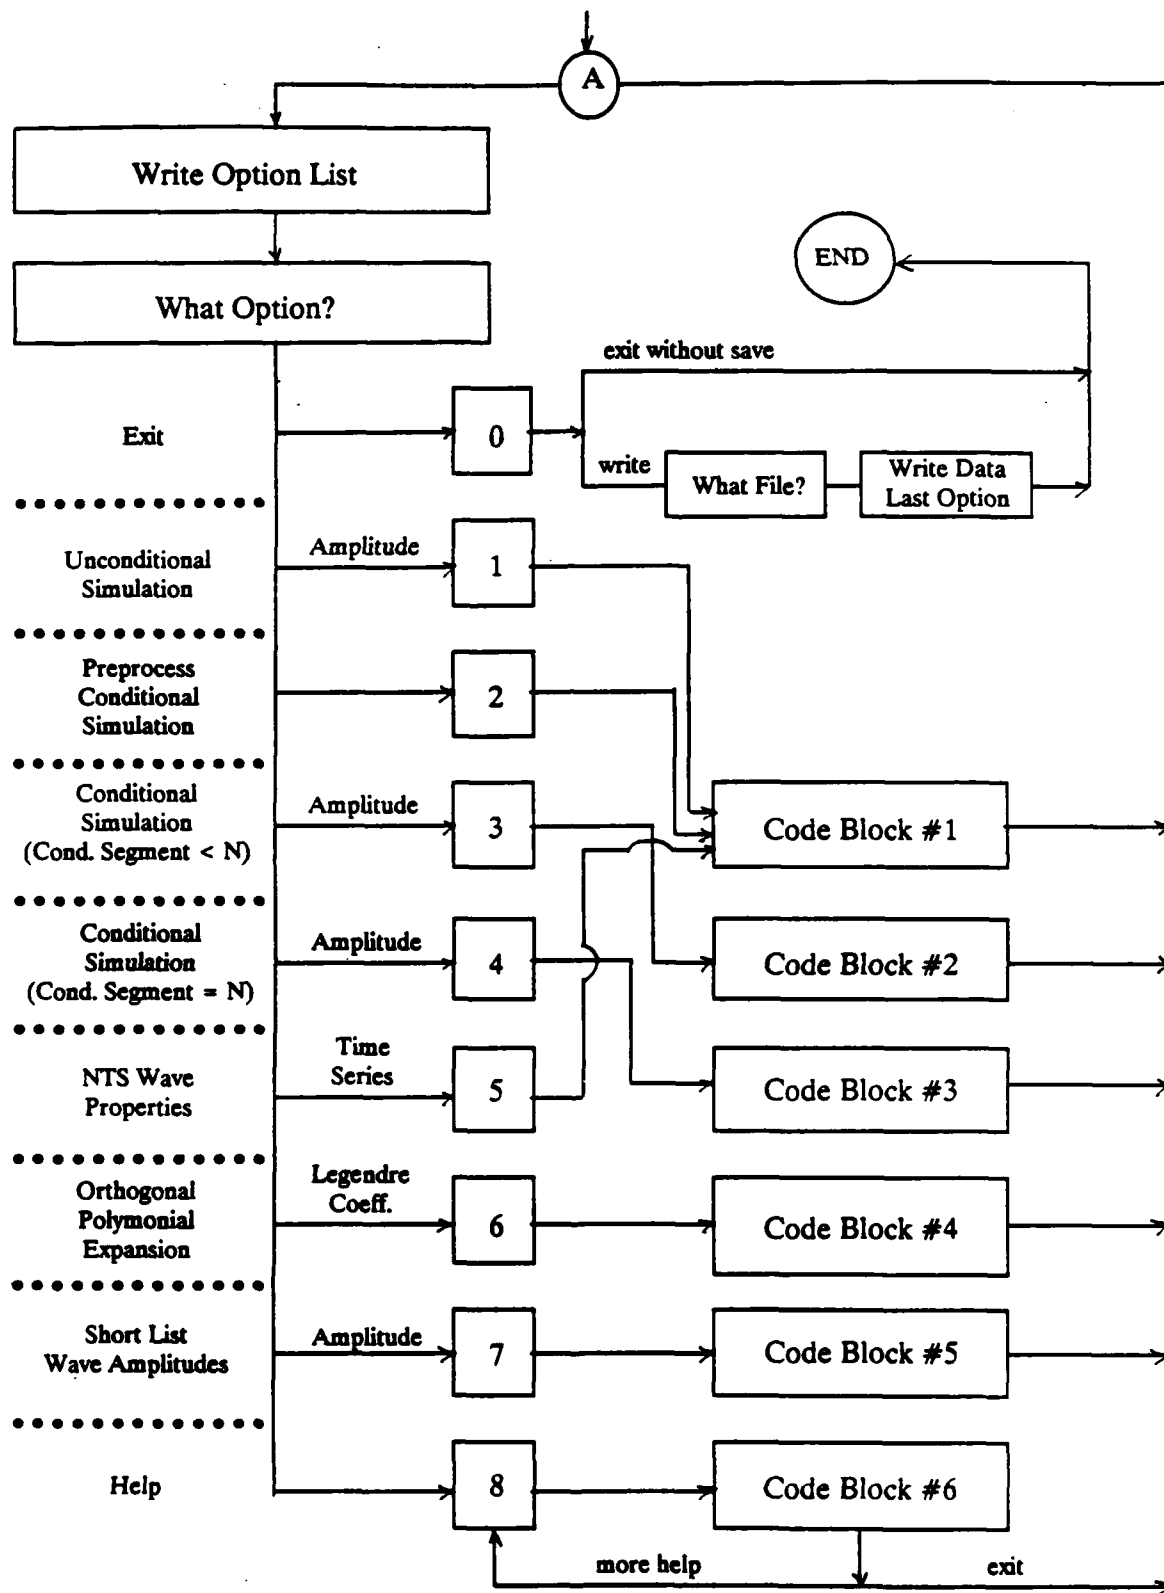 A
Write Option List
What Option?
END
exit without save
Exit
0
write
What File?
Write Data
Last Option
Unconditional
Simulation
Amplitude
1
Preprocess
Conditional
Simulation
2
Conditional
Simulation
(Cond. Segment < N)
Amplitude
3
Code Block #1
Conditional
Simulation
(Cond. Segment = N)
Amplitude
4
Code Block #2
NTS Wave
Properties
Time
Series
5
Code Block #3
Orthogonal
Polymonial
Expansion
Legendre
Coeff.
6
Code Block #4
Short List
Wave Amplitudes
Amplitude
7
Code Block #5
Help
8
Code Block #6
more help
exit